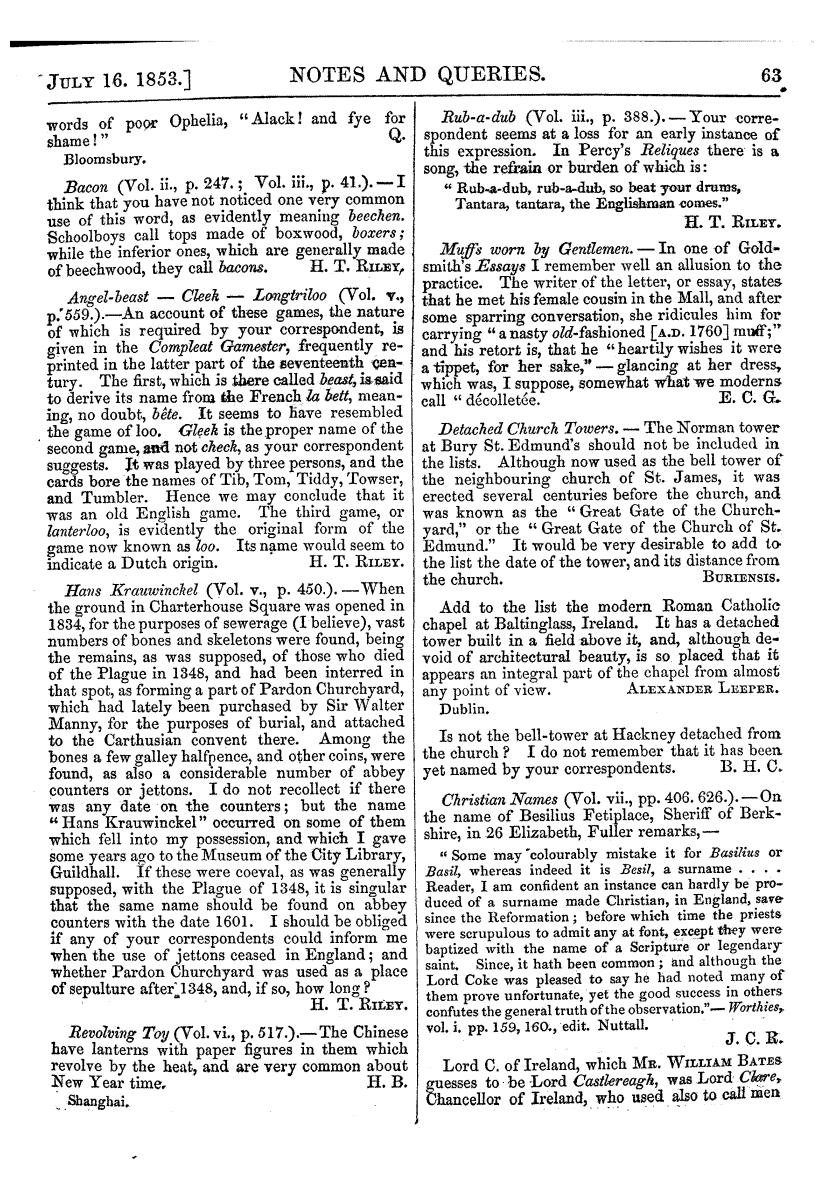 JULY 16. 1853.] NOTES AND QUERIES. 63
words of poor Ophelia, "Alack! and fye for
shame!" Q.
Bloomsbury.
Bacon (Vol. ii., p. 247.; Vol. iii., p. 41.).—I
think that you have not noticed one very common
use of this word, as evidently meaning beechen.
Schoolboys call tops made of boxwood, boxers;
while the inferior ones, which are generally made
of beechwood, they call bacons. H. T. RILEY.
Angel-beast — Cleek — Longtriloo (Vol. v.,
p. 559.).—An account of these games, the nature
of which is required by your correspondent, is
given in the Compleat Gamester, frequently re-
printed in the latter part of the seventeenth cen-
tury. The first, which is there called beast, is said
to derive its name from the French la bett, mean-
ing, no doubt, bête. It seems to have resembled
the game of loo. Gleek is the proper name of the
second game, and not check, as your correspondent
suggests. It was played by three persons, and the
cards bore the names of Tib, Tom, Tiddy, Towser,
and Tumbler. Hence we may conclude that it
was an old English game. The third game, or
lanterloo, is evidently the original form of the
game now known as loo. Its name would seem to
indicate a Dutch origin. H. T. RILEY.
Hans Krauwinckel (Vol. v., p. 450.).—When
the ground in Charterhouse Square was opened in
1834, for the purposes of sewerage (I believe), vast
numbers of bones and skeletons were found, being
the remains, as was supposed, of those who died
of the Plague in 1348, and had been interred in
that spot, as forming a part of Pardon Churchyard,
which had lately been purchased by Sir Walter
Manny, for the purposes of burial, and attached
to the Carthusian convent there. Among the
bones a few galley halfpence, and other coins, were
found, as also a considerable number of abbey
counters or jettons. I do not recollect if there
was any date on the counters; but the name
"Hans Krauwinckel" occurred on some of them
which fell into my possession, and which I gave
some years ago to the Museum of the City Library,
Guildhall. If these were coeval, as was generally
supposed, with the Plague of 1348, it is singular
that the same name should be found on abbey
counters with the date 1601. I should be obliged
if any of your correspondents could inform me
when the use of jettons ceased in England; and
whether Pardon Churchyard was used as a place
of sepulture after 1348, and, if so, how long?
H. T. RILEY.
Revolving Toy (Vol. vi., p. 517.).—The Chinese
have lanterns with paper figures in them which
revolve by the heat, and are very common about
New Year time. H. B.
Shanghai.
Rub-a-dub (Vol. iii., p. 388.).—Your corre-
spondent seems at a loss for an early instance of
this expression. In Percy's Reliques there is a
song, the refrain or burden of which is:
"Rub-a-dub, rub-a-dub, so beat your drums,
Tantara, tantara, the Englishman comes."
H. T. RILEY.
Muffs worn by Gentlemen.—In one of Gold-
smith's Essays I remember well an allusion to the
practice. The writer of the letter, or essay, states
that he met his female cousin in the Mall, and after
some sparring conversation, she ridicules him for
carrying "a nasty old-fashioned [A.D. 1760] muff;"
and his retort is, that he "heartily wishes it were
a tippet, for her sake,"—glancing at her dress,
which was, I suppose, somewhat what we moderns
call "décolletée. E. C. G.
Detached Church Towers.—The Norman tower
at Bury St. Edmund's should not be included in
the lists. Although now used as the bell tower of
the neighbouring church of St. James, it was
erected several centuries before the church, and
was known as the "Great Gate of the Church-
yard," or the "Great Gate of the Church of St.
Edmund." It would be very desirable to add to
the list the date of the tower, and its distance from
the church. BURIENSIS.
Add to the list the modern Roman Catholic
chapel at Baltinglass, Ireland. It has a detached
tower built in a field above it, and, although de-
void of architectural beauty, is so placed that it
appears an integral part of the chapel from almost
any point of view. ALEXANDER LEEPER.
Dublin.
Is not the bell-tower at Hackney detached from
the church? I do not remember that it has been
yet named by your correspondents. B. H. C.
Christian Names (Vol. vii., pp. 406. 626.).—On
the name of Besilius Fetiplace, Sheriff of Berk-
shire, in 26 Elizabeth, Fuller remarks,—
"Some may colourably mistake it for Basilius or
Basil, whereas indeed it is Besil, a surname . . . .
Reader, I am confident an instance can hardly be pro-
duced of a surname made Christian, in England, save
since the Reformation; before which time the priests
were scrupulous to admit any at font, except they were
baptized with the name of a Scripture or legendary
saint. Since, it hath been common; and although the
Lord Coke was pleased to say he had noted many of
them prove unfortunate, yet the good success in others
confutes the general truth of the observation."—Worthies,
vol. i. pp. 159, 160., edit. Nuttall.
J. C. R.
Lord C. of Ireland, which MR. WILLIAM BATES
guesses to be Lord Castlereagh, was Lord Clare,
Chancellor of Ireland, who used also to call men